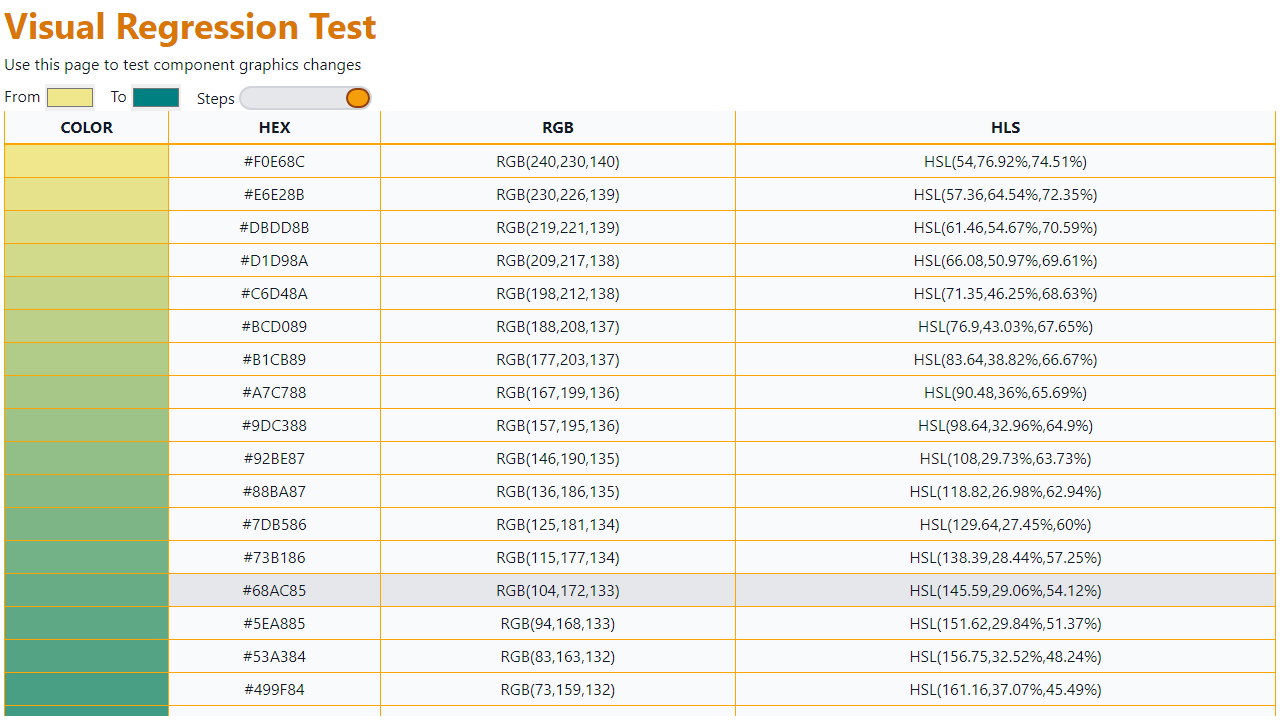 Visual Regression Test
Use this page to test component graphics changes
From To Steps
COLOR HEX RGB HLS
#F0E68C RGB(240,230,140) HSL(54,76.92%,74.51%)
#E6E28B RGB(230,226,139) HSL(57.36,64.54%,72.35%)
#DBDD8B RGB(219,221,139) HSL(61.46,54.67%,70.59%)
#D1D98A RGB(209,217,138) HSL(66.08,50.97%,69.61%)
#C6D48A RGB(198,212,138) HSL(71.35,46.25%,68.63%)
#BCD089 RGB(188,208,137) HSL(76.9,43.03%,67.65%)
#B1CB89 RGB(177,203,137) HSL(83.64,38.82%,66.67%)
#A7C788 RGB(167,199,136) HSL(90.48,36%,65.69%)
#9DC388 RGB(157,195,136) HSL(98.64,32.96%,64.9%)
#92BE87 RGB(146,190,135) HSL(108,29.73%,63.73%)
#88BA87 RGB(136,186,135) HSL(118.82,26.98%,62.94%)
#7DB586 RGB(125,181,134) HSL(129.64,27.45%,60%)
#73B186 RGB(115,177,134) HSL(138.39,28.44%,57.25%)
#68AC85 RGB(104,172,133) HSL(145.59,29.06%,54.12%)
#5EA885 RGB(94,168,133) HSL(151.62,29.84%,51.37%)
#53A384 RGB(83,163,132) HSL(156.75,32.52%,48.24%)
#499F84 RGB(73,159,132) HSL(161.16,37.07%,45.49%)